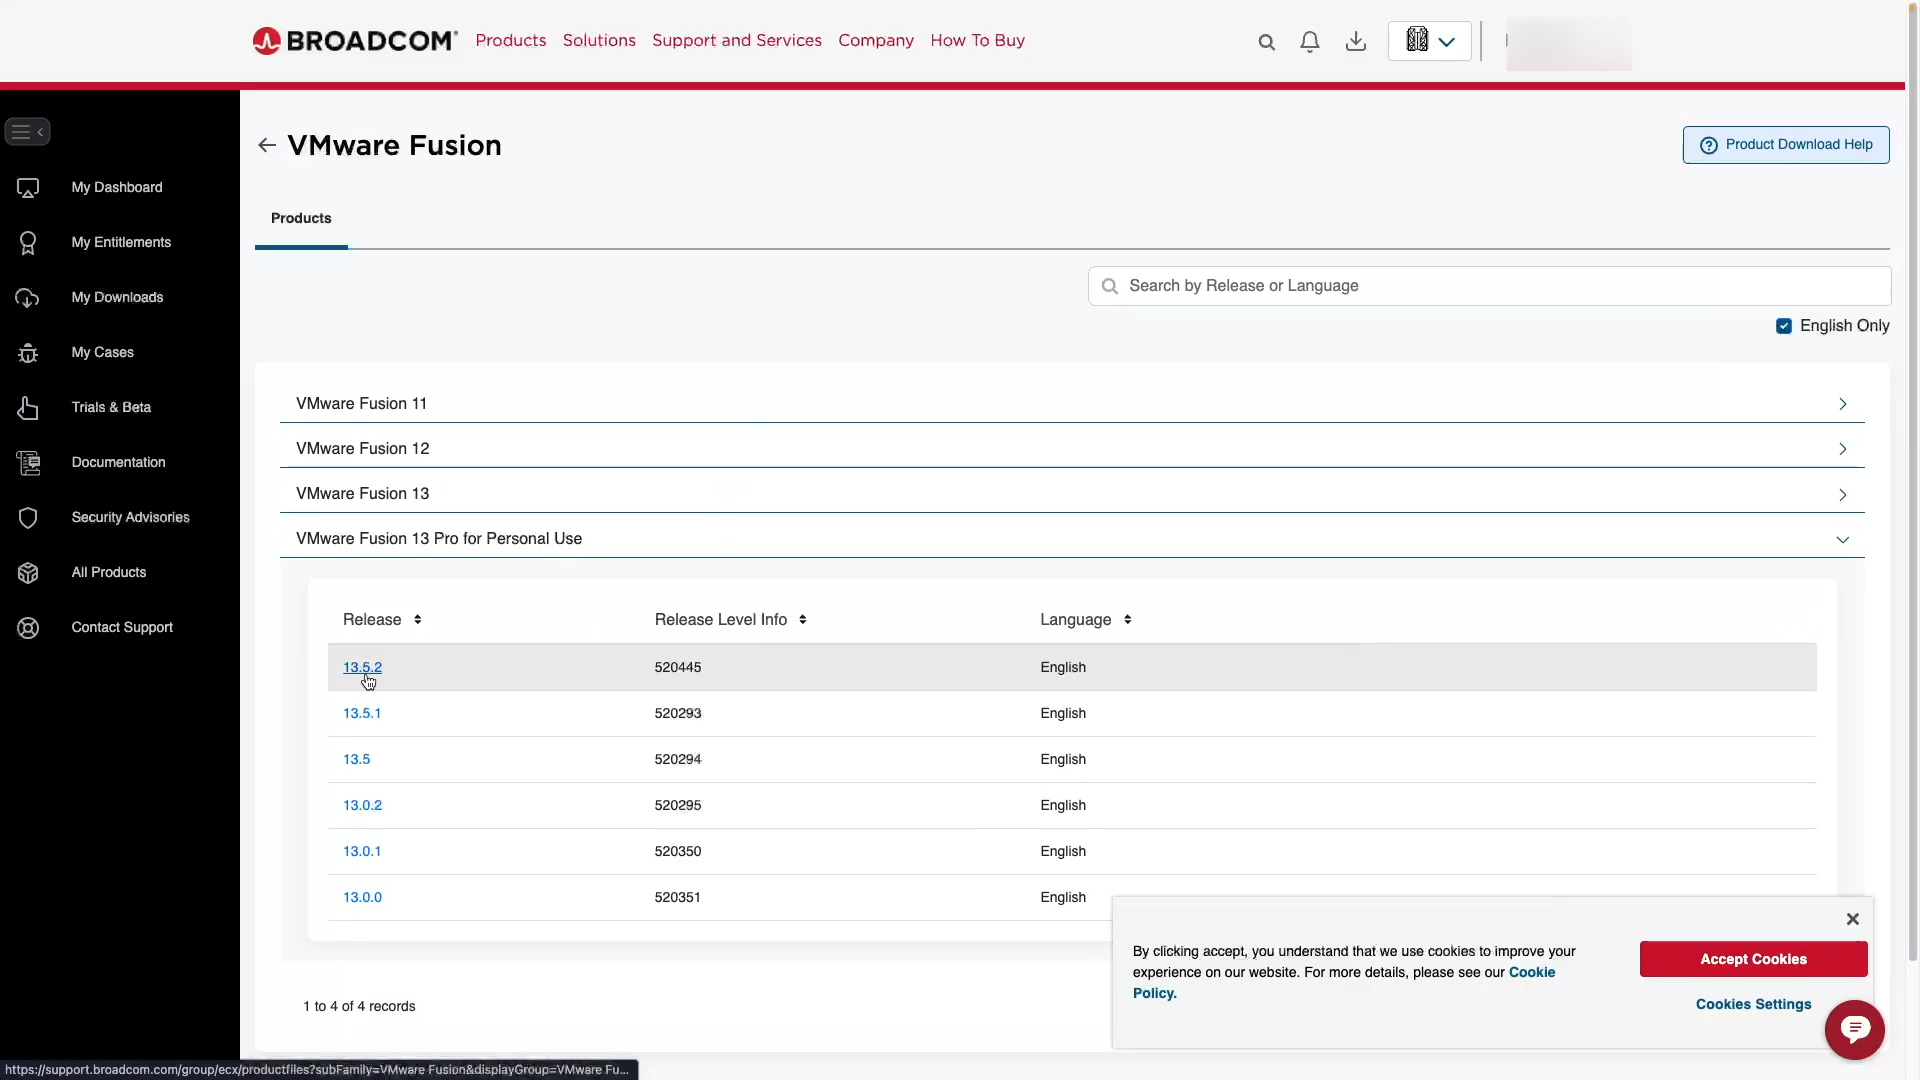 BROADCOM
Products Solutions Support and Services Company How To Buy
VMware Fusion
Product Download Help
My Dashboard
My Entitlements
My Downloads
My Cases
Trials & Beta
Documentation
Security Advisories
All Products
Contact Support
Products
Search by Release or Language
English Only
VMware Fusion 11
VMware Fusion 12
VMware Fusion 13
VMware Fusion 13 Pro for Personal Use
Release Release Level Info Language
13.5.2 520445 English
13.5.1 520293 English
13.5 520294 English
13.0.2 520295 English
13.0.1 520350 English
13.0.0 520351 English
1 to 4 of 4 records
By clicking accept, you understand that we use cookies to improve your
experience on our website. For more details, please see our Cookie
Policy.
Accept Cookies
Cookies Settings
https://support.broadcom.com/group/ecx/productfiles?subFamily=VMware Fusion&displayGroup=VMware Fu...